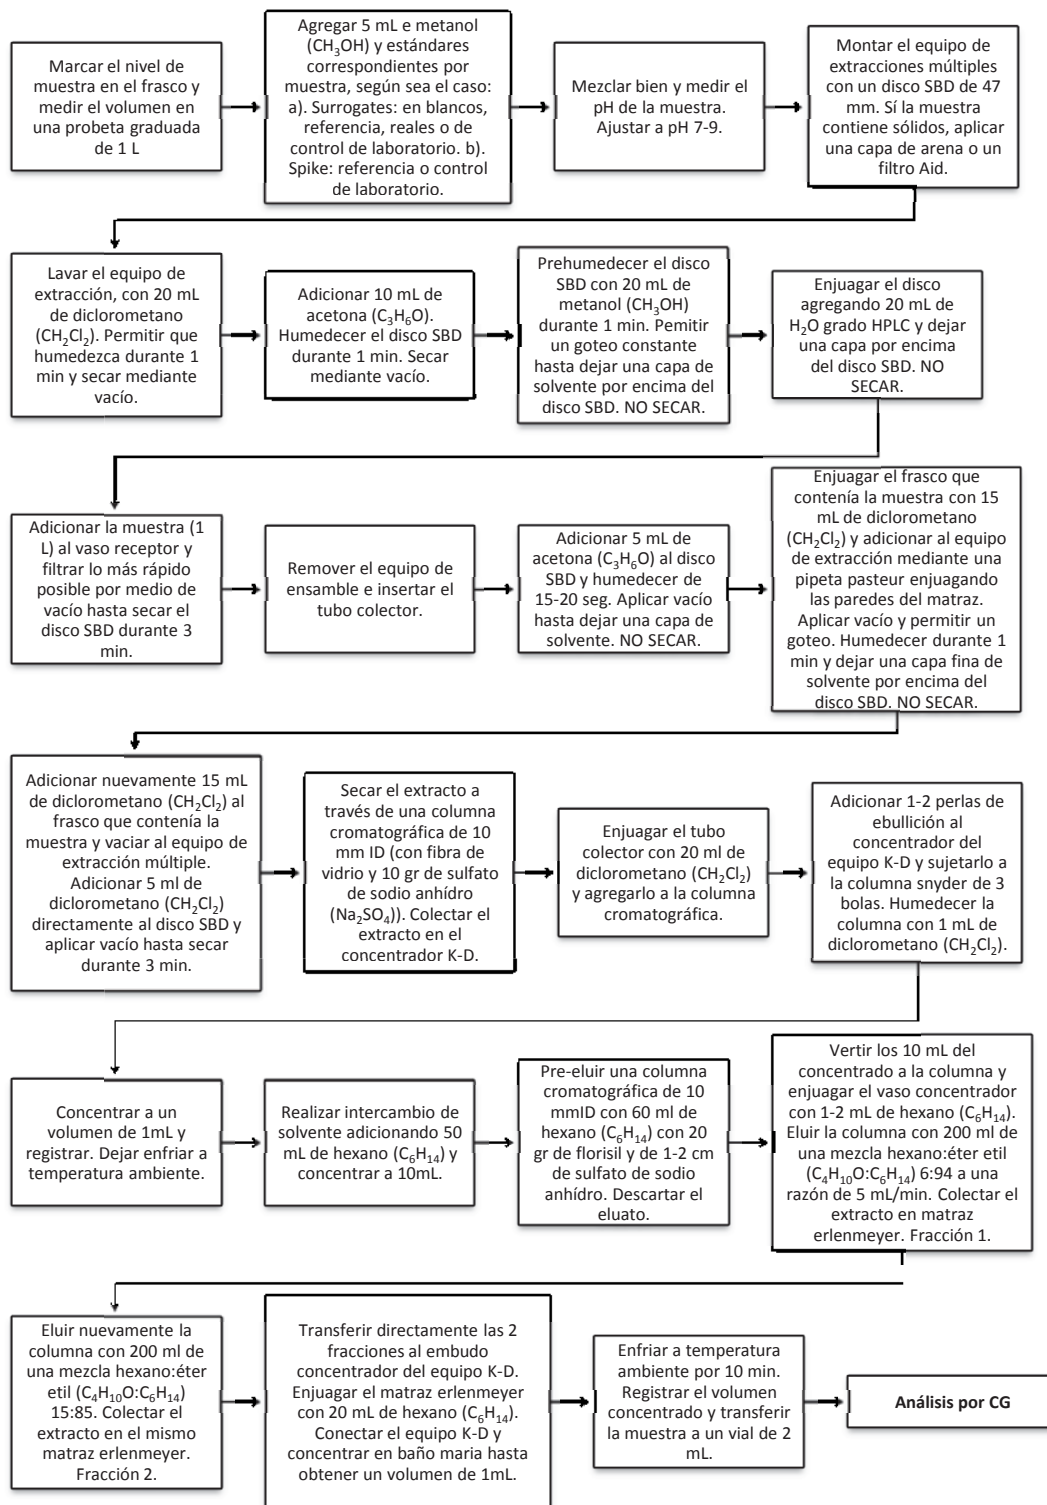 Marcar el nivel de
muestra en el frasco y
medir el volumen en
una probeta graduada
de 1 L
Agregar 5 mL e metanol
(CH₃OH) y estándares
correspondientes por
muestra, según sea el caso:
a). Surrogates: en blancos,
referencia, reales o de
control de laboratorio. b).
Spike: referencia o control
de laboratorio.
Mezclar bien y medir el
pH de la muestra.
Ajustar a pH 7-9.
Montar el equipo de
extracciones múltiples
con un disco SBD de 47
mm. Sí la muestra
contiene sólidos, aplicar
una capa de arena o un
filtro Aid.
Lavar el equipo de
extracción, con 20 mL
de diclorometano
(CH₂Cl₂). Permitir que
humedezca durante 1
min y secar mediante
vacío.
Adicionar 10 mL de
acetona (C₃H₆O).
Humedecer el disco SBD
durante 1 min. Secar
mediante vacío.
Prehumedecer el disco
SBD con 20 mL de
metanol (CH₃OH)
durante 1 min. Pemitir
un goteo constante
hasta dejar una capa de
solvente por encima del
disco SBD. NO SECAR.
Enjuagar el disco
agregando 20 mL de
H₂O grado HPLC y dejar
una capa por encima
del disco SBD. NO
SECAR.
Adicionar la muestra (1
L) al vaso receptor y
filtrar lo más rápido
posible por medio de
vacío hasta secar el
disco SBD durante 3
min.
Remover el equipo de
ensamble e insertar el
tubo colector.
Adicionar 5 mL de
acetona (C₃H₆O) al disco
SBD y humedecer de
15-20 seg. Aplicar vacío
hasta dejar una capa de
solvente. NO SECAR.
Enjuagar el frasco que
contenía la muestra con 15
mL de diclorometano
(CH₂Cl₂) y adicionar al equipo
de extracción mediante una
pipeta pasteur enjuagando
las paredes del matraz.
Aplicar vacío y permitir un
goteo. Humedecer durante 1
min y dejar una capa fina de
solvente por encima del
disco SBD. NO SECAR.
Adicionar nuevamente 15 mL
de diclorometano (CH₂Cl₂) al
frasco que contenía la
muestra y vaciar al equipo de
extracción múltiple.
Adicionar 5 ml de
diclorometano (CH₂Cl₂)
directamente al disco SBD y
aplicar vacío hasta secar
durante 3 min.
Secar el extracto a
través de una columna
cromatográfica de 10
mm ID (con fibra de
vidrio y 10 gr de sulfato
de sodio anhídro
(Na₂SO₄)). Colectar el
extracto en el
concentrador K-D.
Enjuagar el tubo
colector con 20 ml de
diclorometano (CH₂Cl₂)
y agregarlo a la columna
cromatográfica.
Adicionar 1-2 perlas de
ebullición al
concentrador del
equipo K-D y sujetarlo a
la columna snyder de 3
bolas. Humedecer la
columna con 1 mL de
diclorometano (CH₂Cl₂).
Concentrar a un
volumen de 1mL y
registrar. Dejar enfriar a
temperatura ambiente.
Realizar intercambio de
solvente adicionando 50
mL de hexano (C₆H₁₄) y
concentrar a 10mL.
Pre-eluir una columna
cromatográfica de 10
mmID con 60 ml de
hexano (C₆H₁₄) con 20
gr de florisil y de 1-2 cm
de sulfato de sodio
anhídro. Descartar el
eluato.
Vertir los 10 mL del
concentrado a la columna y
enjuagar el vaso concentrador
con 1-2 mL de hexano (C₆H₁₄).
Eluir la columna con 200 ml de
una mezcla hexano:éter etil
(C₄H₁₀O:C₆H₁₄) 6:94 a una
razón de 5 mL/min. Colectar el
extracto en matraz
erlenmeyer. Fracción 1.
Eluir nuevamente la
columna con 200 ml de
una mezcla hexano:éter
etil (C₄H₁₀O:C₆H₁₄)
15:85. Colectar el
extracto en el mismo
matraz erlenmeyer.
Fracción 2.
Transferir directamente las 2
fracciones al embudo
concentrador del equipo K-D.
Enjuagar el matraz erlenmeyer
con 20 mL de hexano (C₆H₁₄).
Conectar el equipo K-D y
concentrar en baño maria hasta
obtener un volumen de 1mL.
Enfriar a temperatura
ambiente por 10 min.
Registrar el volumen
concentrado y transferir
la muestra a un vial de 2
mL.
Análisis por CG